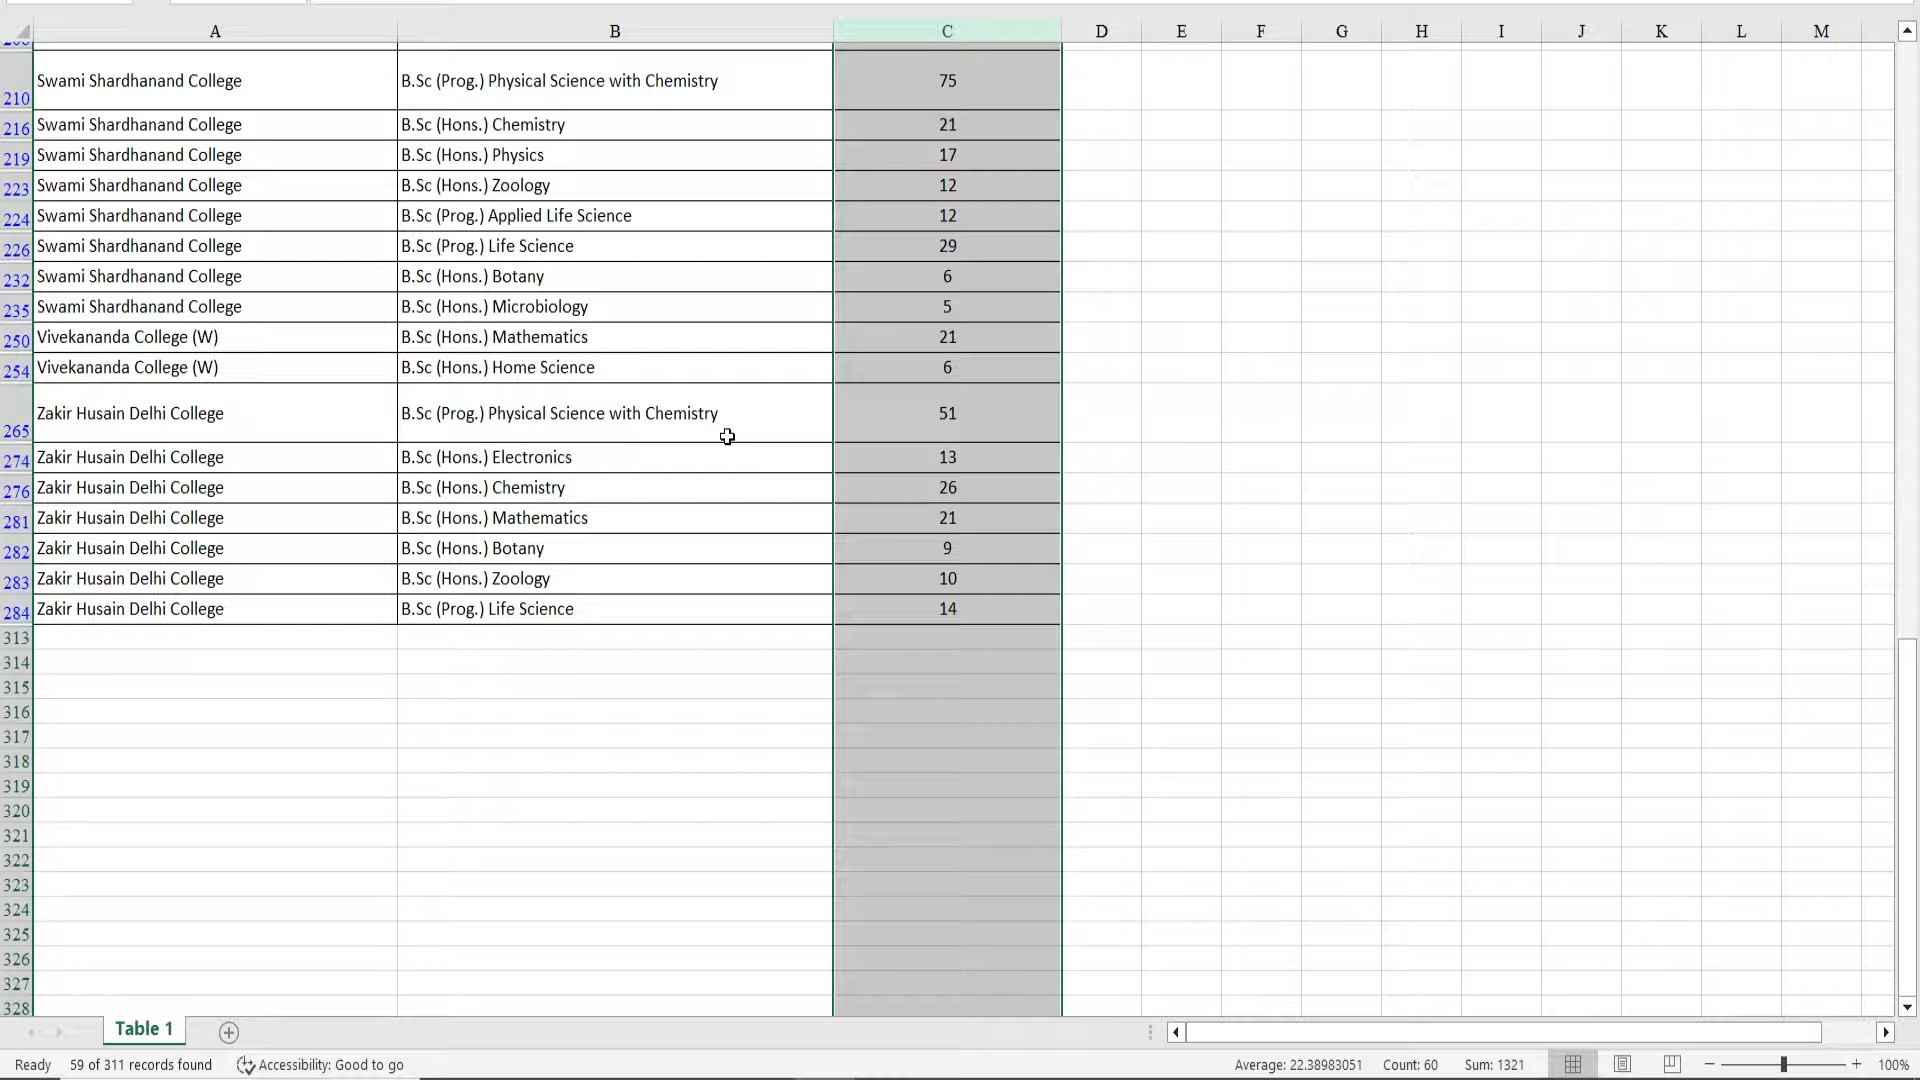 A B C D E F G H I J K L M
210 Swami Shardhanand College B.Sc (Prog.) Physical Science with Chemistry 75
216 Swami Shardhanand College B.Sc (Hons.) Chemistry 21
219 Swami Shardhanand College B.Sc (Hons.) Physics 17
223 Swami Shardhanand College B.Sc (Hons.) Zoology 12
224 Swami Shardhanand College B.Sc (Prog.) Applied Life Science 12
226 Swami Shardhanand College B.Sc (Prog.) Life Science 29
232 Swami Shardhanand College B.Sc (Hons.) Botany 6
235 Swami Shardhanand College B.Sc (Hons.) Microbiology 5
250 Vivekananda College (W) B.Sc (Hons.) Mathematics 21
254 Vivekananda College (W) B.Sc (Hons.) Home Science 6
265 Zakir Husain Delhi College B.Sc (Prog.) Physical Science with Chemistry 51
274 Zakir Husain Delhi College B.Sc (Hons.) Electronics 13
276 Zakir Husain Delhi College B.Sc (Hons.) Chemistry 26
281 Zakir Husain Delhi College B.Sc (Hons.) Mathematics 21
282 Zakir Husain Delhi College B.Sc (Hons.) Botany 9
283 Zakir Husain Delhi College B.Sc (Hons.) Zoology 10
284 Zakir Husain Delhi College B.Sc (Prog.) Life Science 14
313
314
315
316
317
318
319
320
321
322
323
324
325
326
327
328
Table 1
Ready 59 of 311 records found Accessibility: Good to go Average: 22.38983051 Count: 60 Sum: 1321 100%